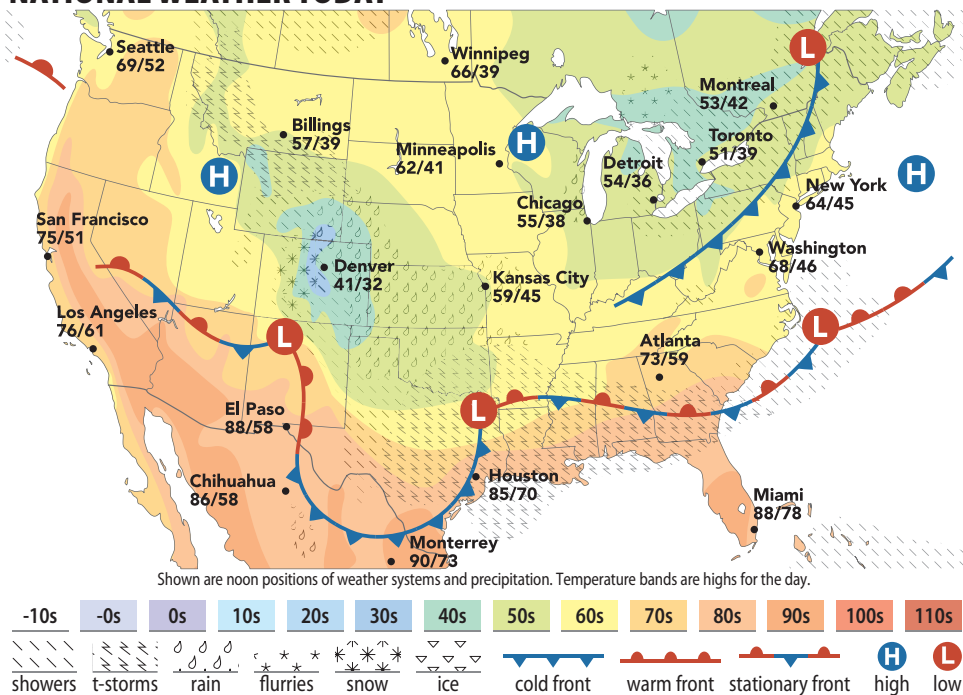 NATIONAL WEATHER TODAY
Seattle
69/52
Winnipeg
66/39
L
Montreal
53/42
Billings
57/39
Minneapolis
62/41
H
Toronto
51/39
Detroit
54/36
H
H
New York
64/45
Chicago
55/38
San Francisco
75/51
Washington
68/46
Denver
41/32
Kansas City
59/45
Los Angeles
76/61
L
L
Atlanta
73/59
El Paso
88/58
L
Chihuahua
86/58
Houston
85/70
Miami
88/78
Monterrey
90/73
Shown are noon positions of weather systems and precipitation. Temperature bands are highs for the day.
-10s -0s 0s 10s 20s 30s 40s 50s 60s 70s 80s 90s 100s 110s
H L
showers t-storms rain flurries snow ice cold front warm front stationary front high low